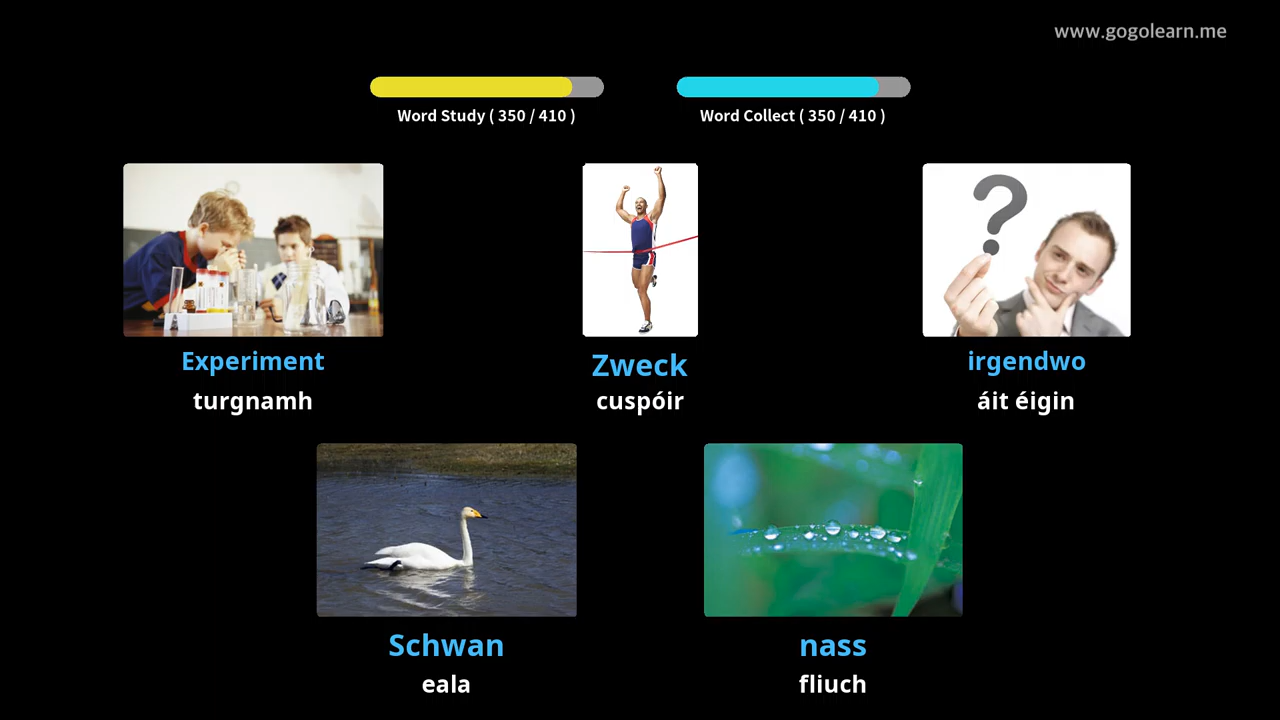 www.gogolearn.me
Word Study ( 350 / 410 )
Word Collect ( 350 / 410 )
Experiment
turgnamh
Zweck
cuspóir
irgendwo
áit éigin
Schwan
eala
nass
fliuch